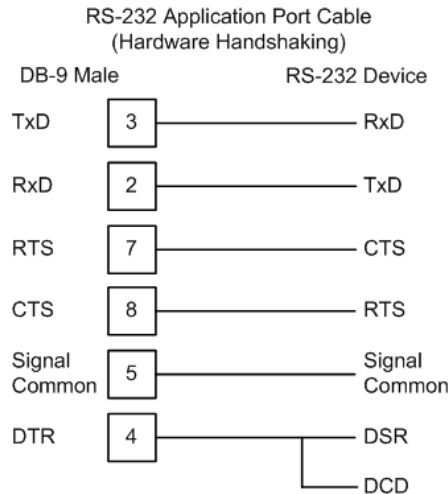 RS-232 Application Port Cable
(Hardware Handshaking)
DB-9 Male RS-232 Device
TxD 3 RxD
RxD 2 TxD
RTS 7 CTS
CTS 8 RTS
Signal Common 5 Signal Common
DTR 4 DSR
DCD